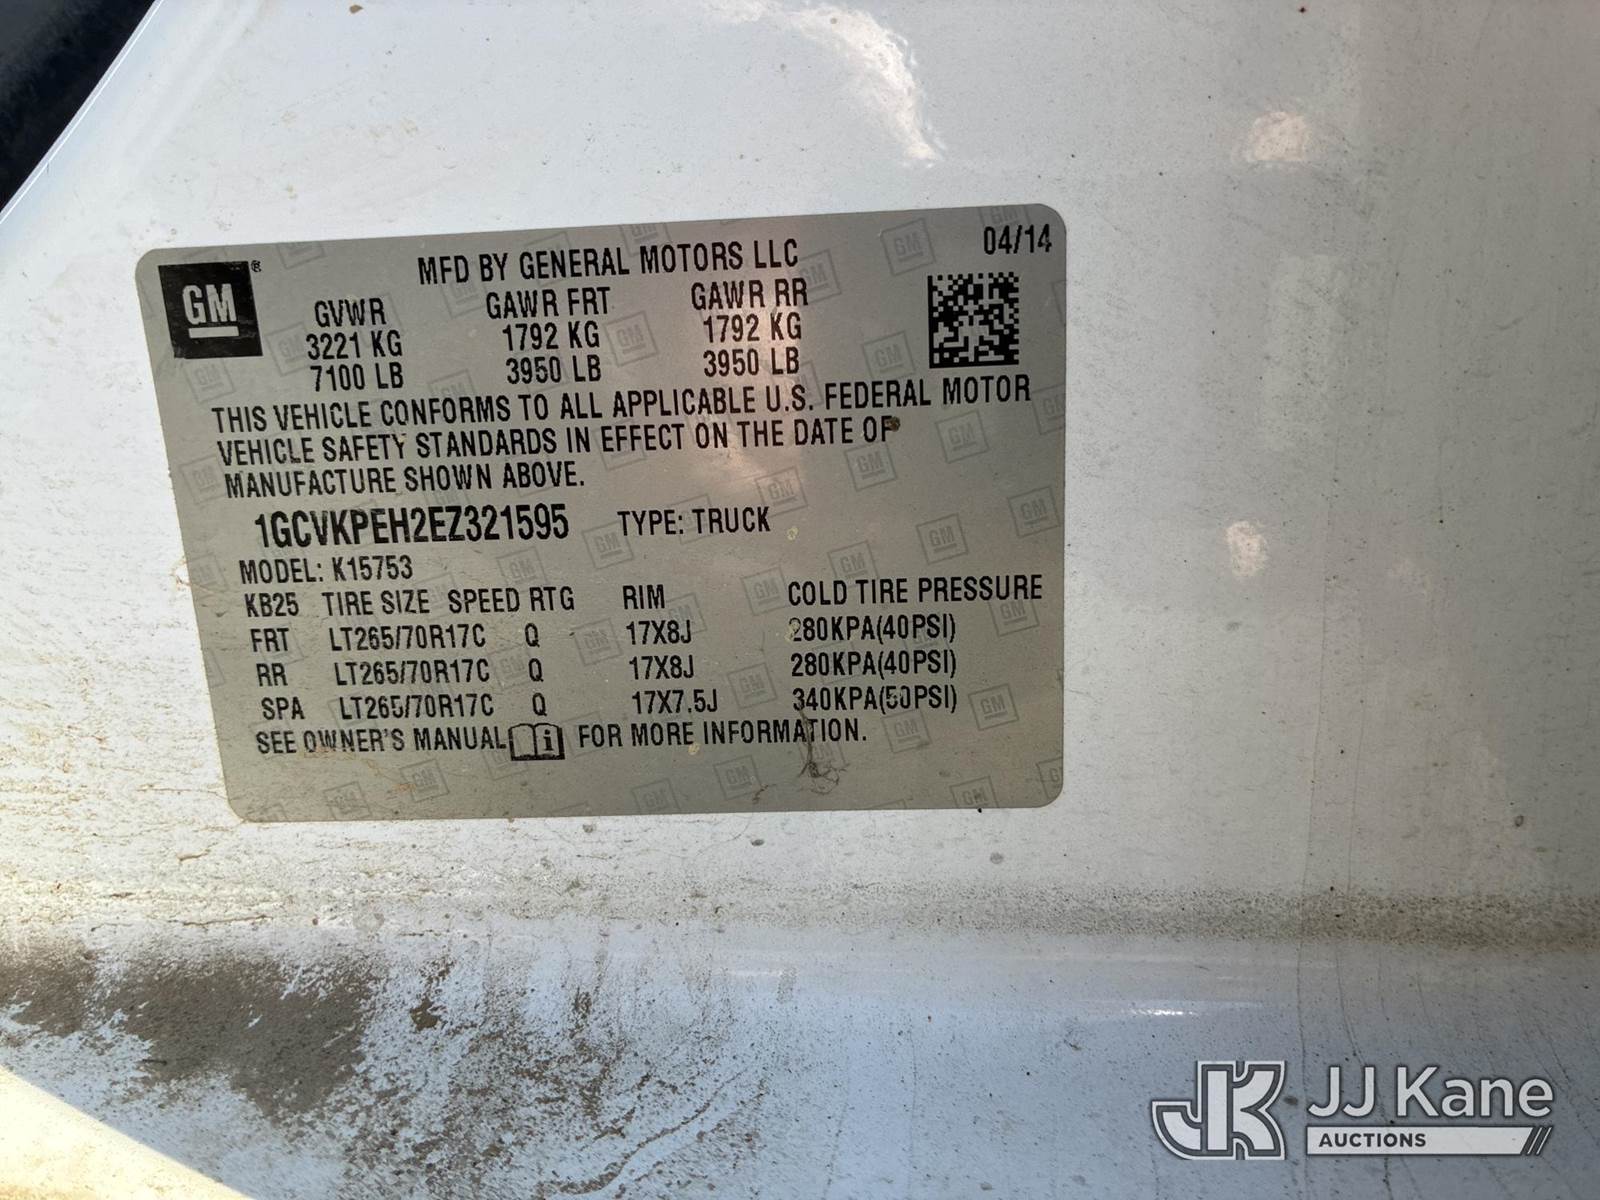 GM® MFD BY GENERAL MOTORS LLC 04/14
GVWR GAWR FRT GAWR RR
3221 KG 1792 KG 1792 KG
7100 LB 3950 LB 3950 LB
THIS VEHICLE CONFORMS TO ALL APPLICABLE U.S. FEDERAL MOTOR
VEHICLE SAFETY STANDARDS IN EFFECT ON THE DATE OF
MANUFACTURE SHOWN ABOVE.
1GCVKPEH2EZ321595 TYPE: TRUCK
MODEL: K15753
KB25 TIRE SIZE SPEED RTG RIM COLD TIRE PRESSURE
FRT LT265/70R17C Q 17X8J 280KPA(40PSI)
RR LT265/70R17C Q 17X8J 280KPA(40PSI)
SPA LT265/70R17C Q 17X7.5J 340KPA(50PSI)
SEE OWNER'S MANUAL i FOR MORE INFORMATION.
JK JJ Kane
AUCTIONS